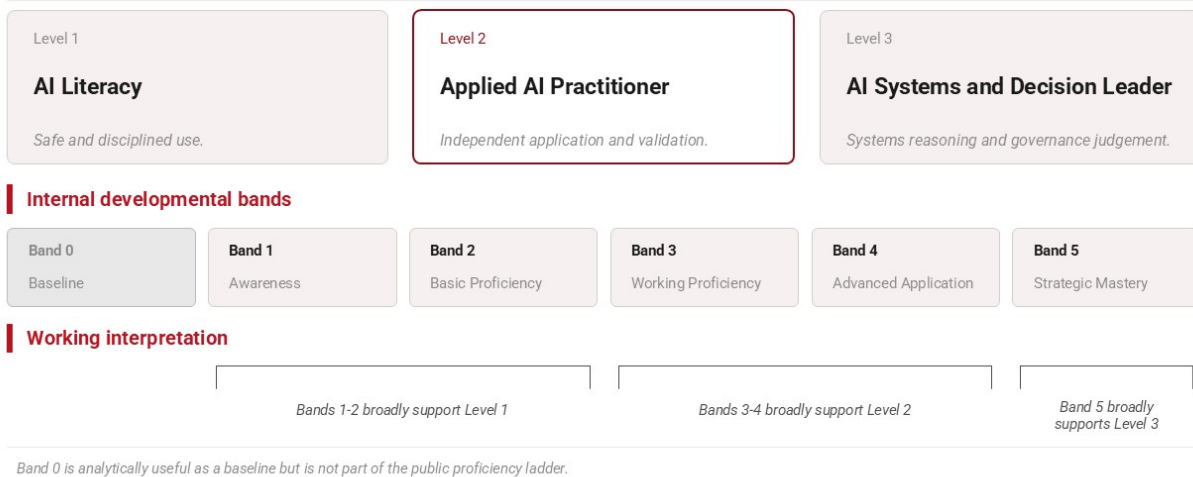 Level 1
AI Literacy
Safe and disciplined use.
Level 2
Applied AI Practitioner
Independent application and validation.
Level 3
AI Systems and Decision Leader
Systems reasoning and governance judgement.
Internal developmental bands
Band 0
Baseline
Band 1
Awareness
Band 2
Basic Proficiency
Band 3
Working Proficiency
Band 4
Advanced Application
Band 5
Strategic Mastery
Working interpretation
Bands 1-2 broadly support Level 1
Bands 3-4 broadly support Level 2
Band 5 broadly
supports Level 3
Band 0 is analytically useful as a baseline but is not part of the public proficiency ladder.